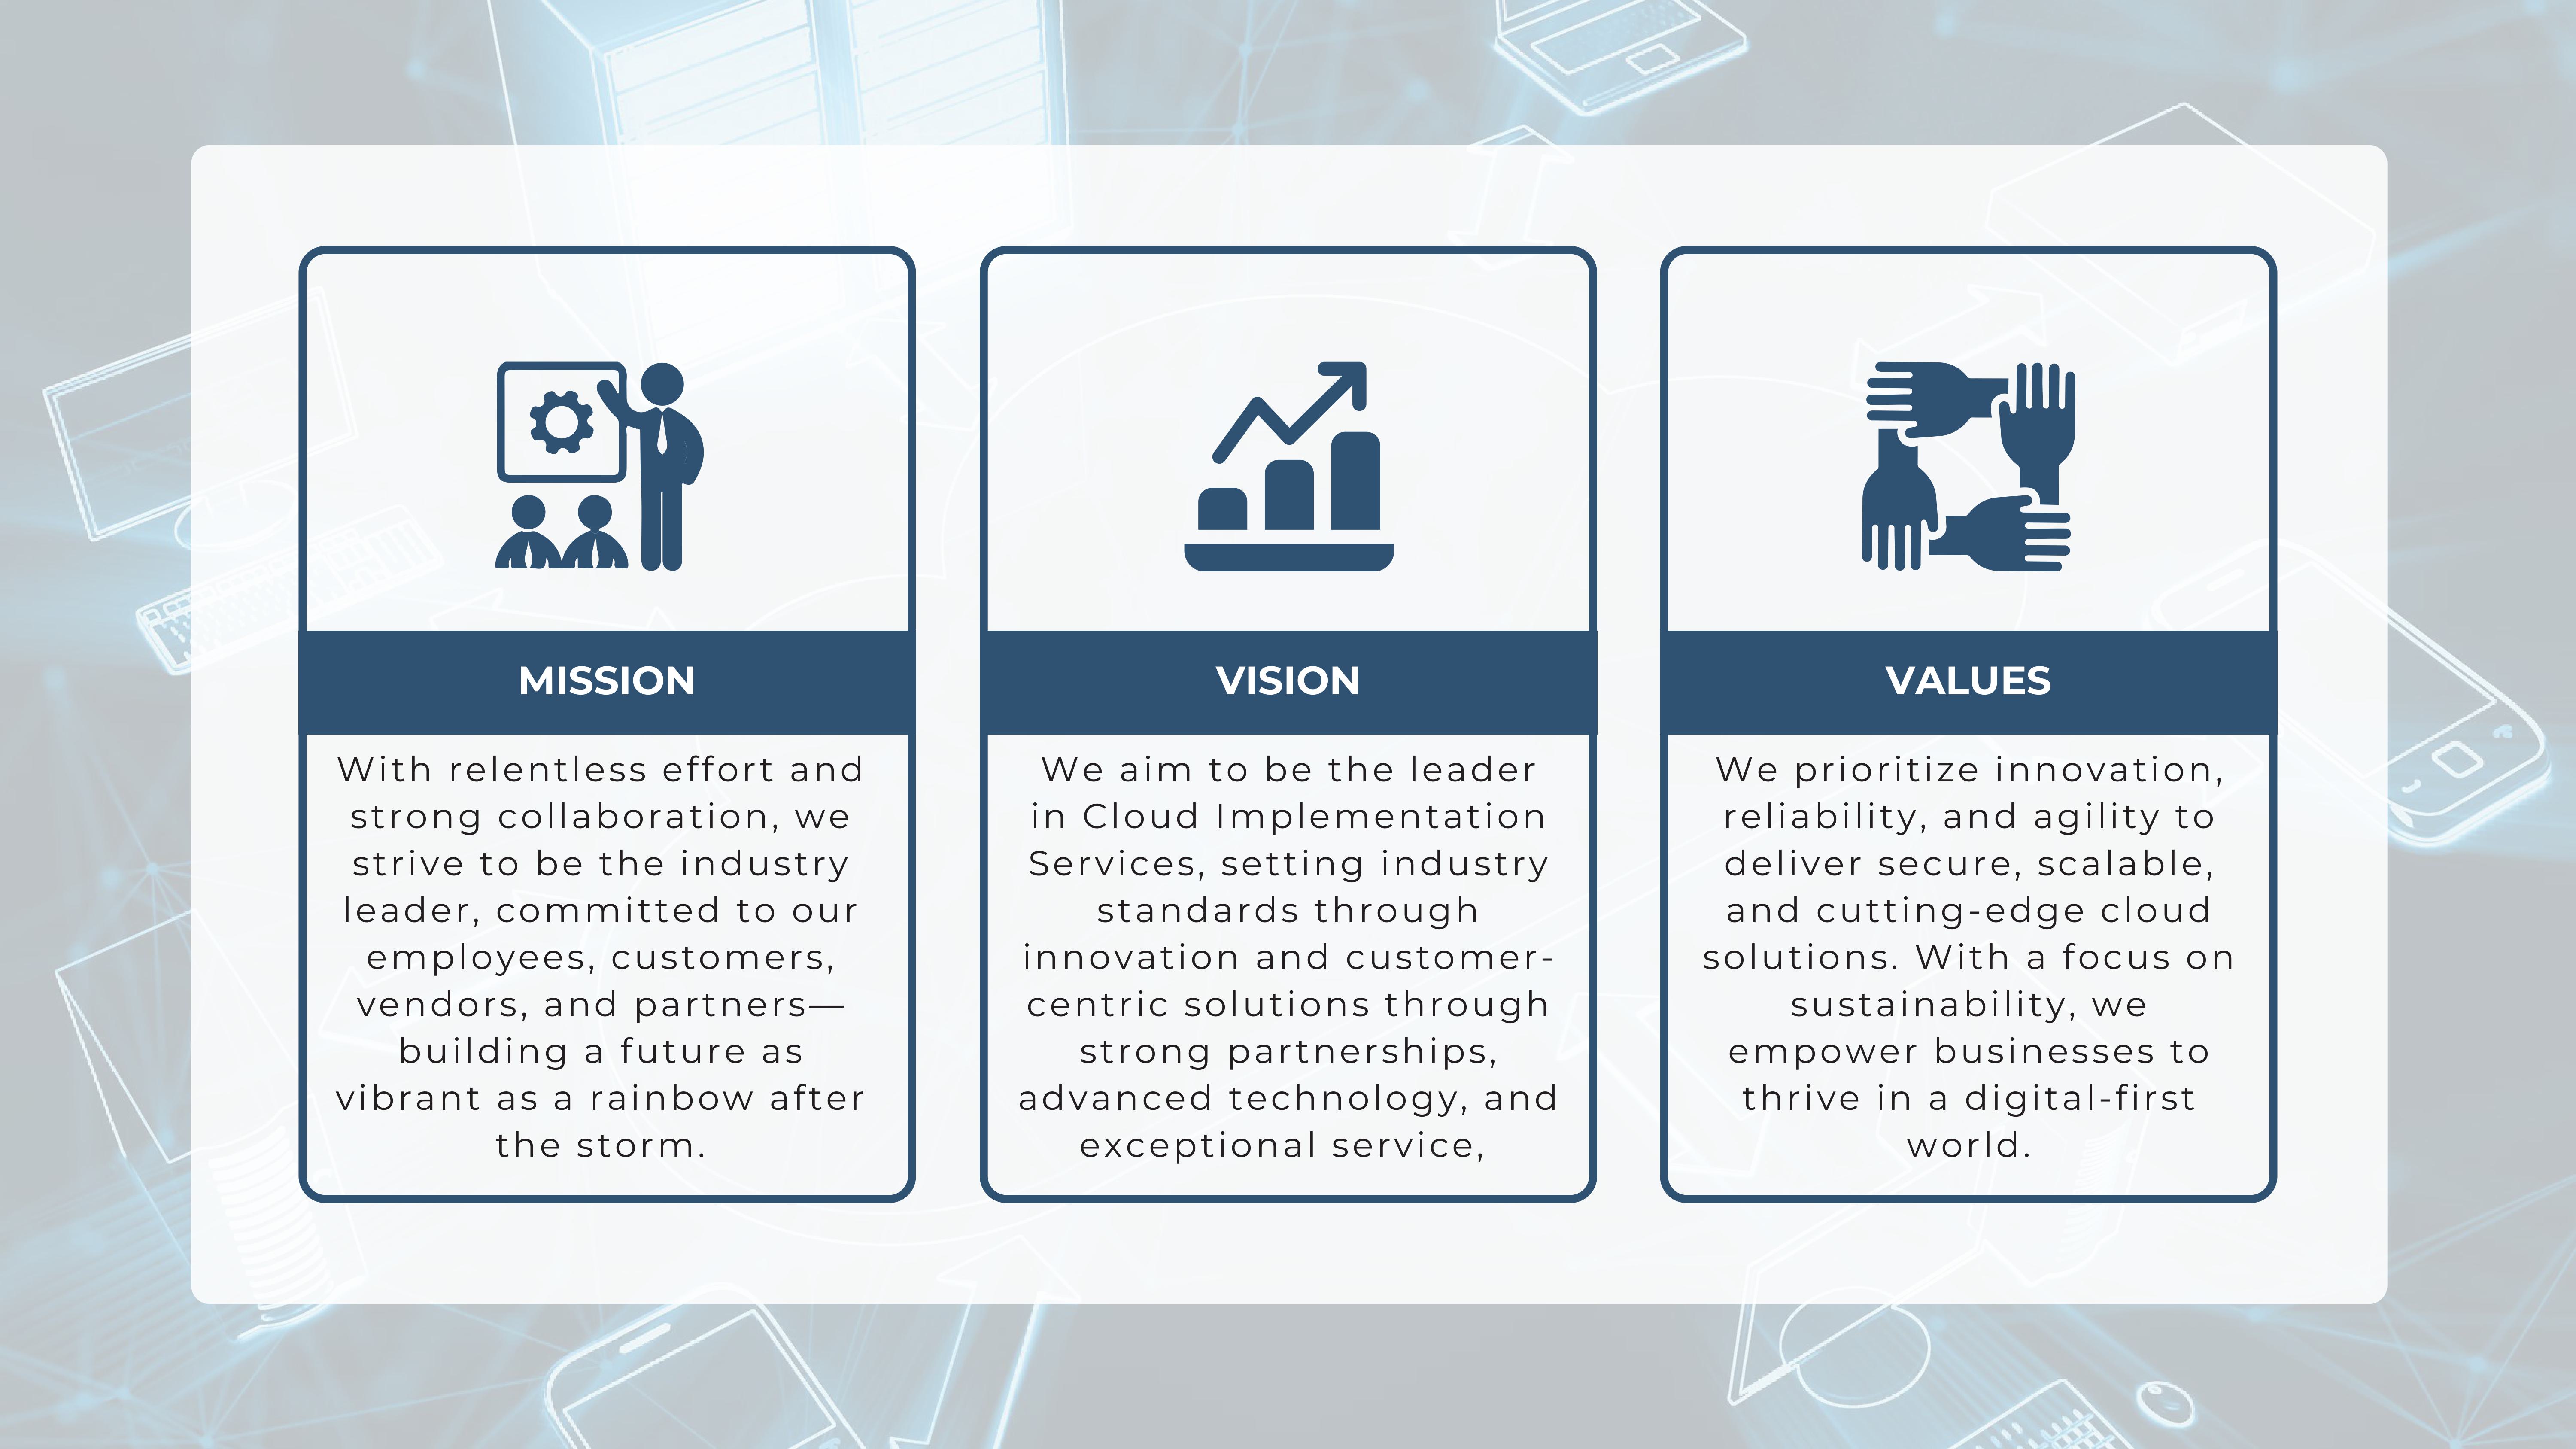 MISSION
With relentless effort and
strong collaboration, we
strive to be the industry
leader, committed to our
employees, customers,
vendors, and partners—
building a future as
vibrant as a rainbow after
the storm.
VISION
We aim to be the leader
in Cloud Implementation
Services, setting industry
standards through
innovation and customer-
centric solutions through
strong partnerships,
advanced technology, and
exceptional service,
VALUES
We prioritize innovation,
reliability, and agility to
deliver secure, scalable,
and cutting-edge cloud
solutions. With a focus on
sustainability, we
empower businesses to
thrive in a digital-first
world.